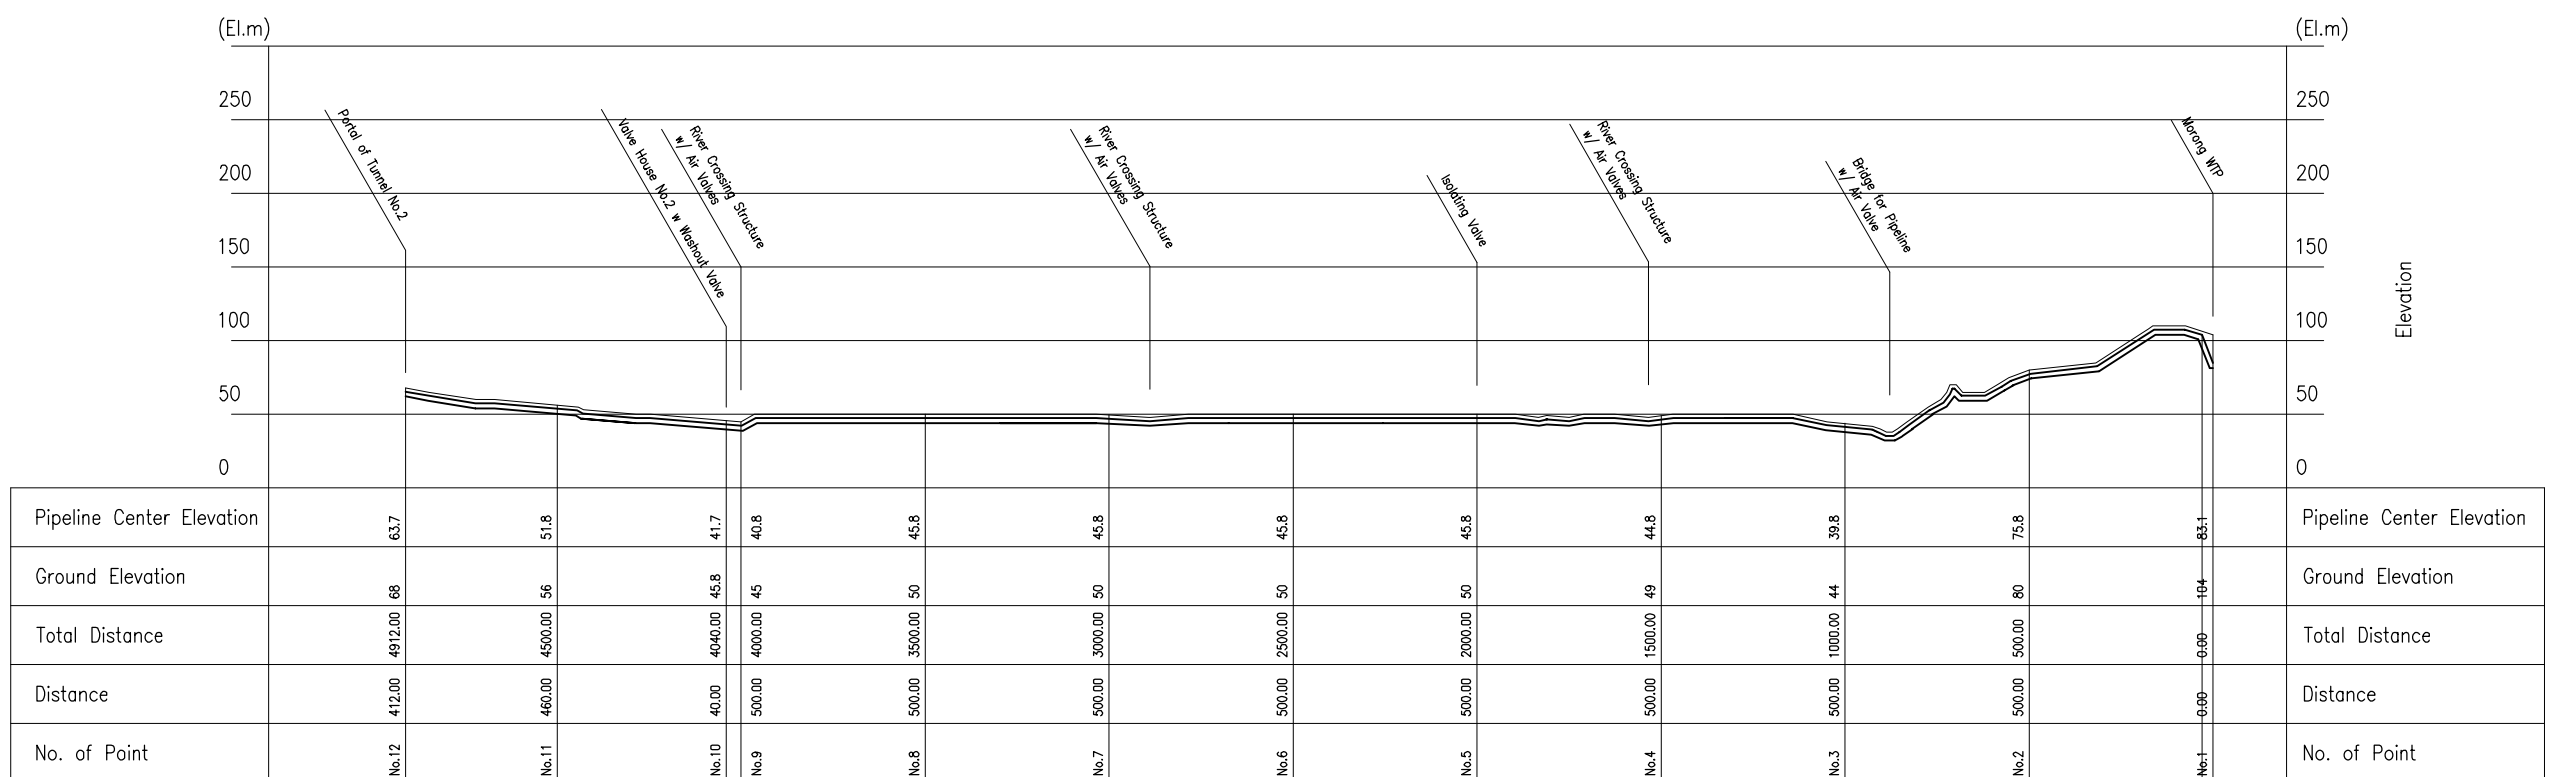 (El.m)
(El.m)
250
250
200
200
150
150
100
100
50
50
0
0
Elevation
Portal of Tunnel No.2
Valve House No.2 w Washout Valve
River Crossing Structure
w/ Air Valves
River Crossing Structure
w/ Air Valves
Isolating Valve
River Crossing Structure
w/ Air Valves
Bridge for Pipeline
w/ Air Valve
Morong WTP
Pipeline Center Elevation 63.7 51.8 41.7 40.8 45.8 45.8 45.8 45.8 44.8 39.8 75.8 83.1 Pipeline Center Elevation
Ground Elevation 68 56 45.8 45 50 50 50 50 49 44 80 104 Ground Elevation
Total Distance 4912.00 4500.00 4040.00 4000.00 3500.00 3000.00 2500.00 2000.00 1500.00 1000.00 500.00 0.00 Total Distance
Distance 412.00 460.00 40.00 500.00 500.00 500.00 500.00 500.00 500.00 500.00 500.00 0.00 Distance
No. of Point No.12 No.11 No.10 No.9 No.8 No.7 No.6 No.5 No.4 No.3 No.2 No.1 No. of Point